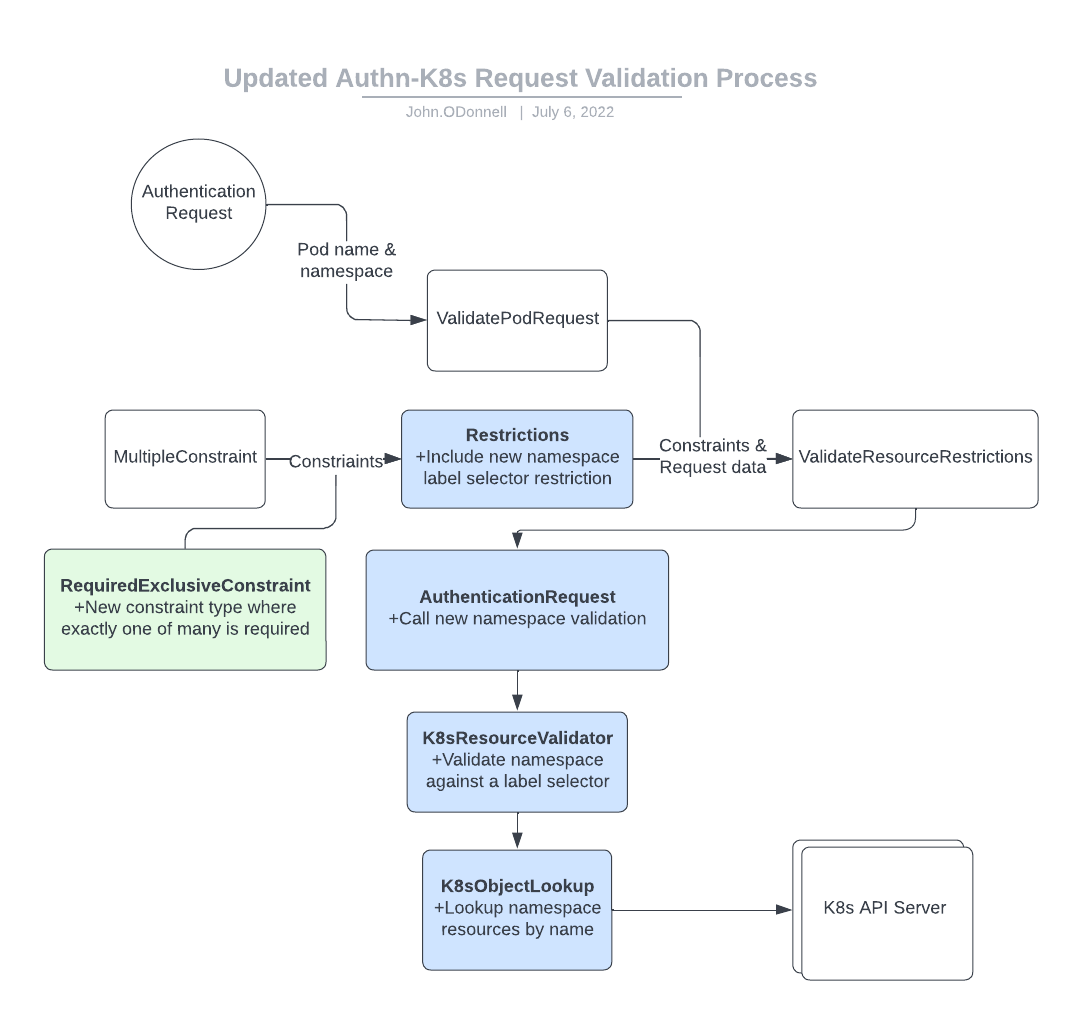 Updated Authn-K8s Request Validation Process
John.ODonnell | July 6, 2022
Authentication
Request
Pod name &
namespace
ValidatePodRequest
MultipleConstraint
Constriaints
Restrictions
+Include new namespace
label selector restriction
Constraints &
Request data
ValidateResourceRestrictions
RequiredExclusiveConstraint
+New constraint type where
exactly one of many is required
AuthenticationRequest
+Call new namespace validation
K8sResourceValidator
+Validate namespace
against a label selector
K8sObjectLookup
+Lookup namespace
resources by name
K8s API Server